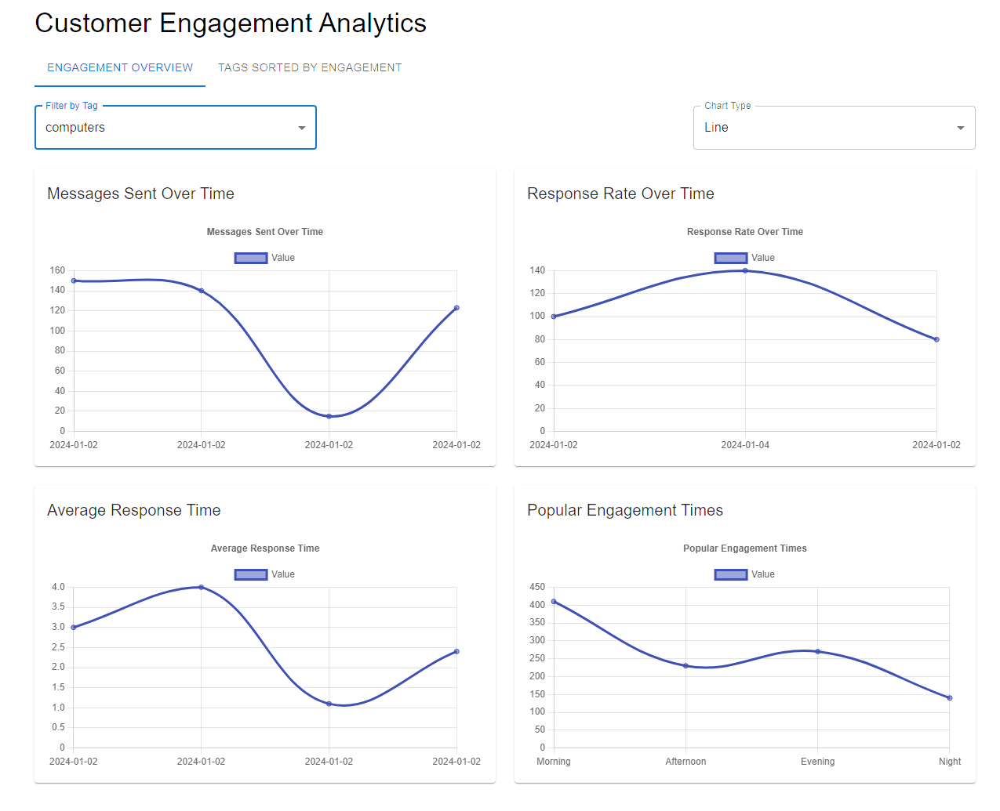 Customer Engagement Analytics
ENGAGEMENT OVERVIEW
TAGS SORTED BY ENGAGEMENT
Filter by Tag
computers
Chart Type
Line
Messages Sent Over Time
Messages Sent Over Time
Value
160
140
120
100
80
60
40
20
0
2024-01-02 2024-01-02 2024-01-02 2024-01-02
Response Rate Over Time
Response Rate Over Time
Value
140
120
100
80
60
40
20
0
2024-01-02 2024-01-04 2024-01-02
Average Response Time
Average Response Time
Value
4.0
3.5
3.0
2.5
2.0
1.5
1.0
0.5
0
2024-01-02 2024-01-02 2024-01-02 2024-01-02
Popular Engagement Times
Popular Engagement Times
Value
450
400
350
300
250
200
150
100
50
0
Morning Afternoon Evening Night